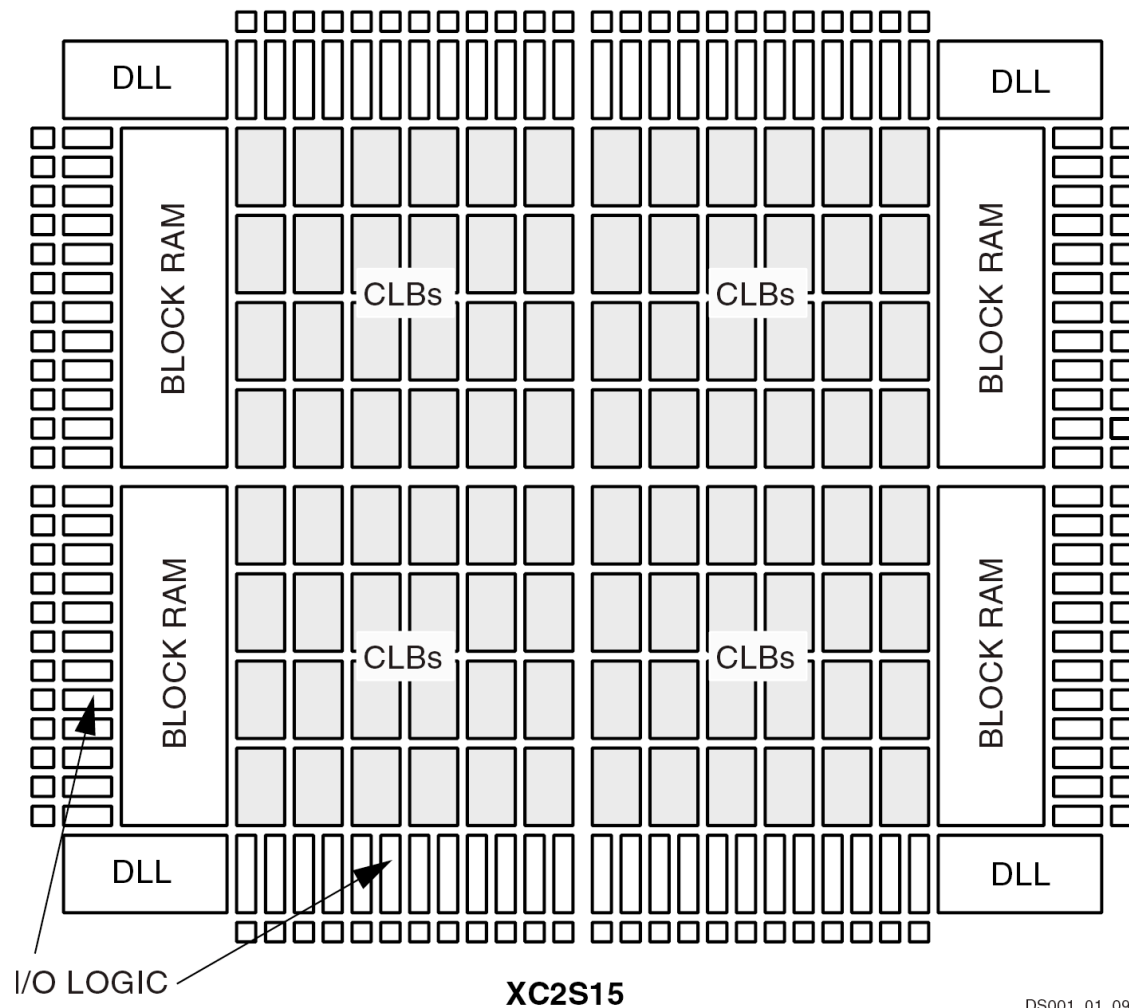 DLL
DLL
BLOCK RAM
CLBs
CLBs
BLOCK RAM
BLOCK RAM
CLBs
CLBs
BLOCK RAM
DLL
DLL
I/O LOGIC
XC2S15
DS001_01_09